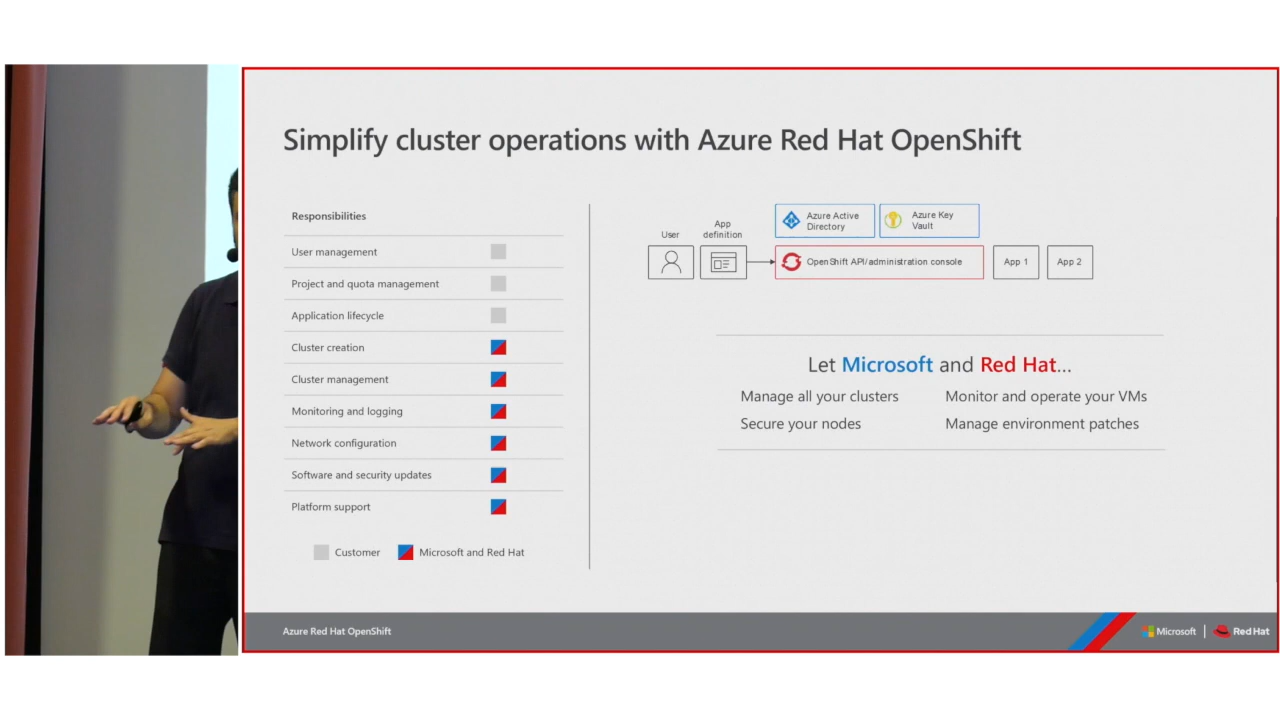 Simplify cluster operations with Azure Red Hat OpenShift
Responsibilities
User management
Project and quota management
Application lifecycle
Cluster creation
Cluster management
Monitoring and logging
Network configuration
Software and security updates
Platform support
Customer
Microsoft and Red Hat
User
App
definition
Azure Active
Directory
Azure Key
Vault
OpenShift API/administration console
App 1
App 2
Let Microsoft and Red Hat...
Manage all your clusters
Monitor and operate your VMs
Secure your nodes
Manage environment patches
Azure Red Hat OpenShift
Microsoft
Red Hat